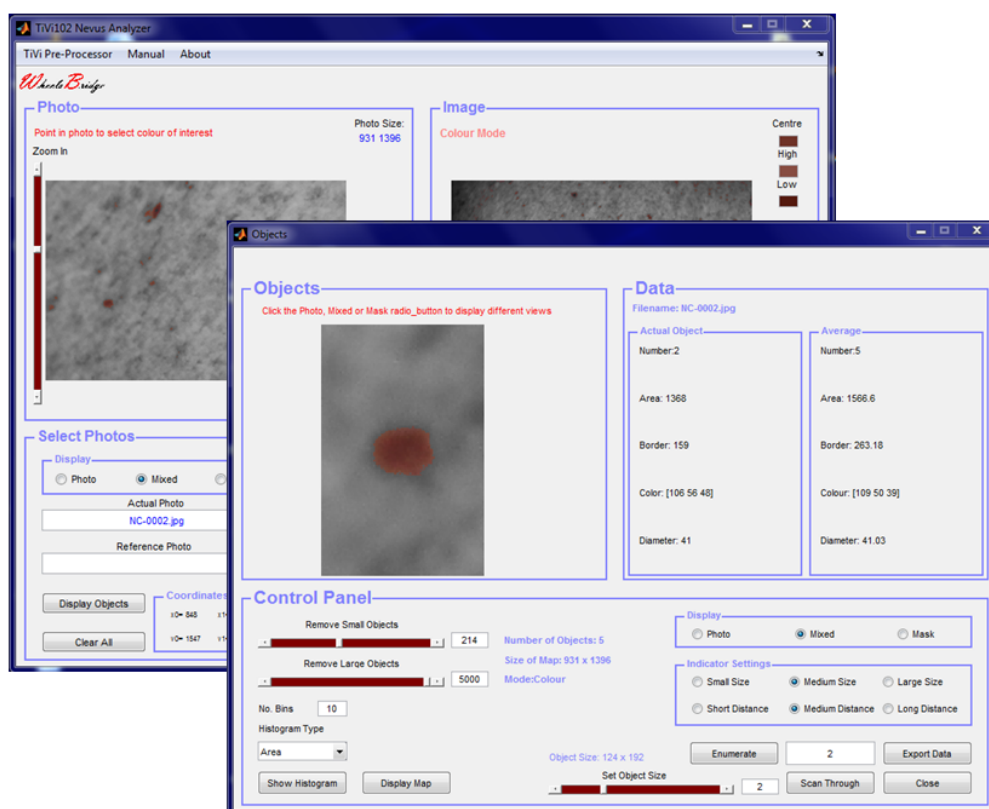 TiVi102 Nevus Analyzer
TiVi Pre-Processor Manual About
Wheels Bridge
Photo
Point in photo to select colour of interest
Photo Size:
931 1396
Zoom In
Image
Colour Mode
Centre
High
Low
Select Photos
Display
Photo Mixed
Actual Photo
NC-0002.jpg
Reference Photo
Display Objects
Clear All
Coordinates
x0= 848
y0= 1547
Objects
Objects
Click the Photo, Mixed or Mask radio_button to display different views
Data
Filename: NC-0002.jpg
Actual Object
Number:2
Area: 1368
Border: 159
Color: [106 56 48]
Diameter: 41
Average
Number:5
Area: 1566.6
Border: 263.18
Colour: [109 50 39]
Diameter: 41.03
Control Panel
Remove Small Objects
214
Remove Large Objects
5000
Number of Objects: 5
Size of Map: 931 x 1396
Mode:Colour
No. Bins 10
Histogram Type
Area
Show Histogram Display Map
Display
Photo Mixed Mask
Indicator Settings
Small Size Medium Size Large Size
Short Distance Medium Distance Long Distance
Object Size: 124 x 192
Set Object Size
2
Enumerate 2 Export Data
Scan Through Close